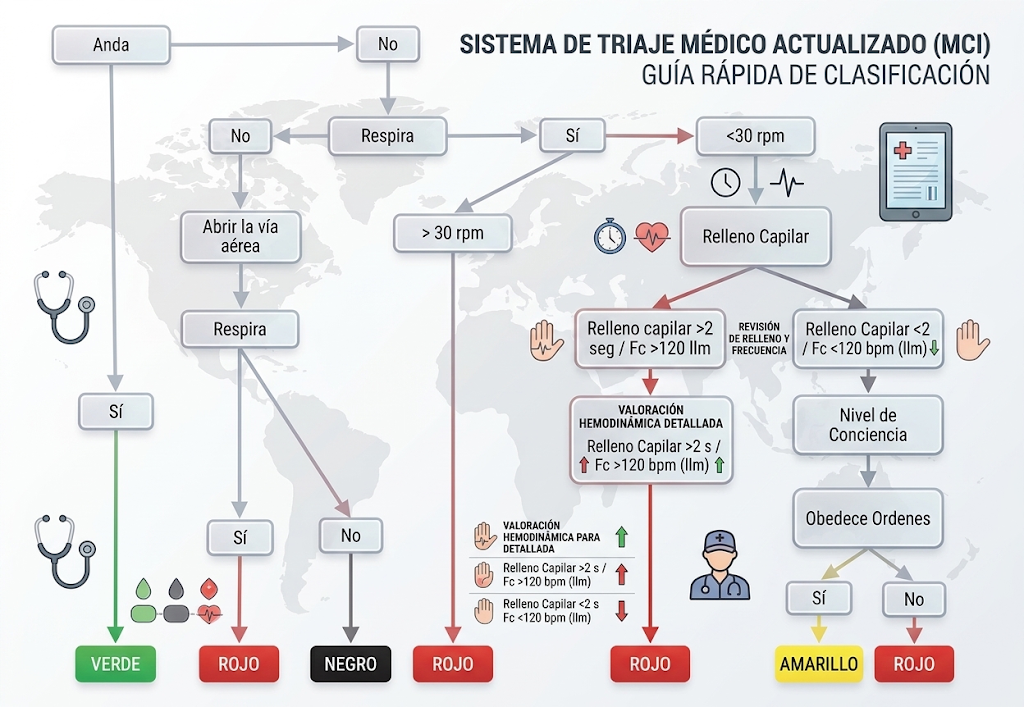 SISTEMA DE TRIAJE MÉDICO ACTUALIZADO (MCI)
GUÍA RÁPIDA DE CLASIFICACIÓN
Anda
No
No
Respira
Sí
<30 rpm
Abrir la vía
aérea
> 30 rpm
Relleno Capilar
Respira
Relleno capilar >2
seg / Fc >120 llm
REVISIÓN
DE RELLENO Y
FRECUENCIA
Relleno Capilar <2
/ Fc <120 bpm (llm)
Sí
VALORACIÓN
HEMODINÁMICA DETALLADA
Relleno Capilar >2 s /
Fc >120 bpm (llm)
Nivel de
Conciencia
Sí
No
VALORACIÓN
HEMODINÁMICA PARA
DETALLADA
Relleno Capilar >2 s /
Fc >120 bpm (llm)
Relleno Capilar <2 s
Fc <120 bpm (llm)
Obedece Ordenes
Sí
No
VERDE
ROJO
NEGRO
ROJO
ROJO
AMARILLO
ROJO